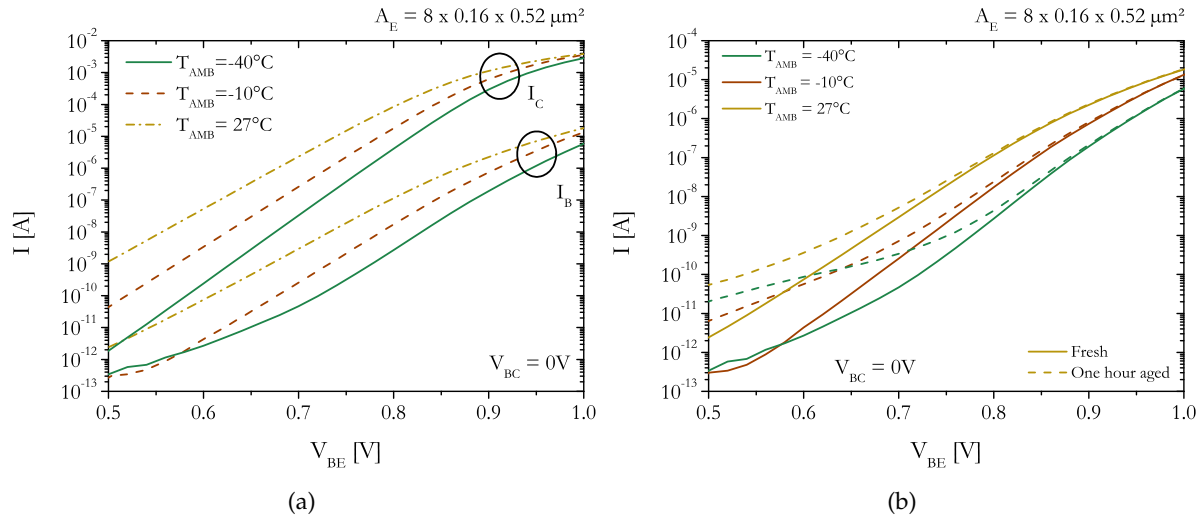 A_E = 8 x 0.16 x 0.52 µm²
10⁻²
10⁻³
10⁻⁴
10⁻⁵
10⁻⁶
10⁻⁷
10⁻⁸
10⁻⁹
10⁻¹⁰
10⁻¹¹
10⁻¹²
10⁻¹³
I [A]
T_AMB=-40°C
T_AMB=-10°C
T_AMB= 27°C
I_C
I_B
V_BC = 0V
0.5 0.6 0.7 0.8 0.9 1.0
V_BE [V]
(a)
A_E = 8 x 0.16 x 0.52 µm²
10⁻⁴
10⁻⁵
10⁻⁶
10⁻⁷
10⁻⁸
10⁻⁹
10⁻¹⁰
10⁻¹¹
10⁻¹²
10⁻¹³
I [A]
T_AMB = -40°C
T_AMB = -10°C
T_AMB = 27°C
V_BC = 0V
Fresh
One hour aged
0.5 0.6 0.7 0.8 0.9 1.0
V_BE [V]
(b)